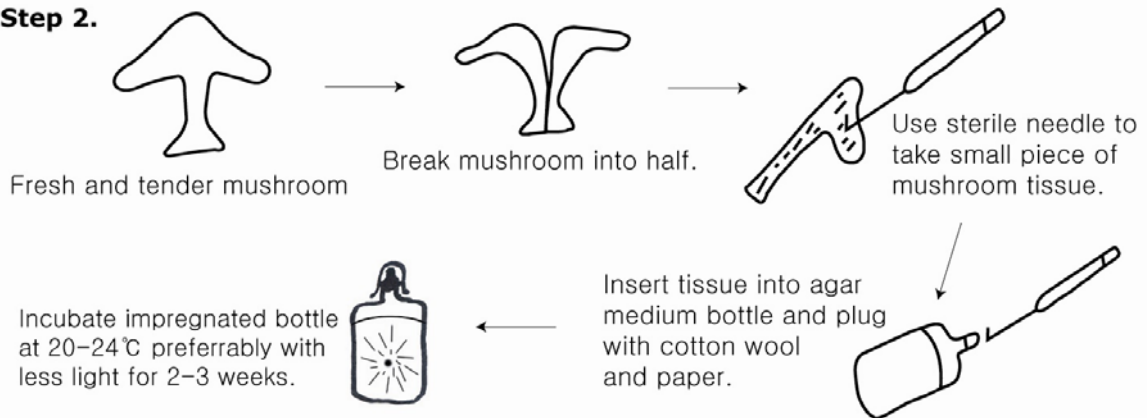 Step 2.
Fresh and tender mushroom
Break mushroom into half.
Use sterile needle to
take small piece of
mushroom tissue.
Insert tissue into agar
medium bottle and plug
with cotton wool
and paper.
Incubate impregnated bottle
at 20-24℃ preferrably with
less light for 2-3 weeks.